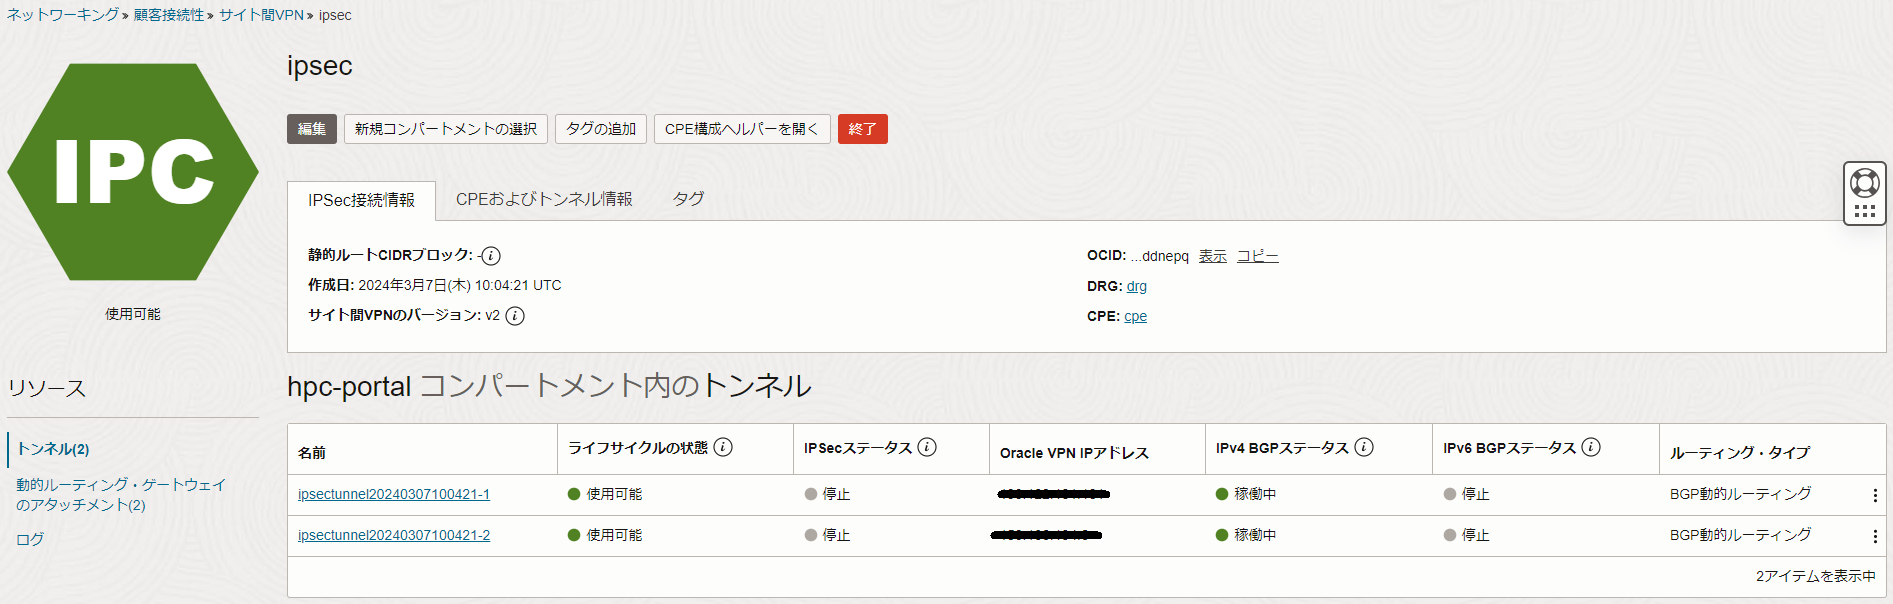 ネットワーキング » 顧客接続性 » サイト間VPN » ipsec
IPC
使用可能
ipsec
編集 新規コンパートメントの選択 タグの追加 CPE構成ヘルパーを開く 終了
IPSec接続情報 CPEおよびトンネル情報 タグ
静的ルートCIDRブロック: - i
作成日: 2024年3月7日(木) 10:04:21 UTC
サイト間VPNのバージョン: v2 i
OCID: ...ddnepq 表示 コピー
DRG: drg
CPE: cpe
リソース
トンネル(2)
動的ルーティング・ゲートウェイ
のアタッチメント(2)
ログ
hpc-portal コンパートメント内のトンネル
名前 ライフサイクルの状態 i IPSecステータス i Oracle VPN IPアドレス IPv4 BGPステータス i IPv6 BGPステータス i ルーティング・タイプ
ipsectunnel20240307100421-1 使用可能 停止 稼働中 停止 BGP動的ルーティング
ipsectunnel20240307100421-2 使用可能 停止 稼働中 停止 BGP動的ルーティング
2アイテムを表示中